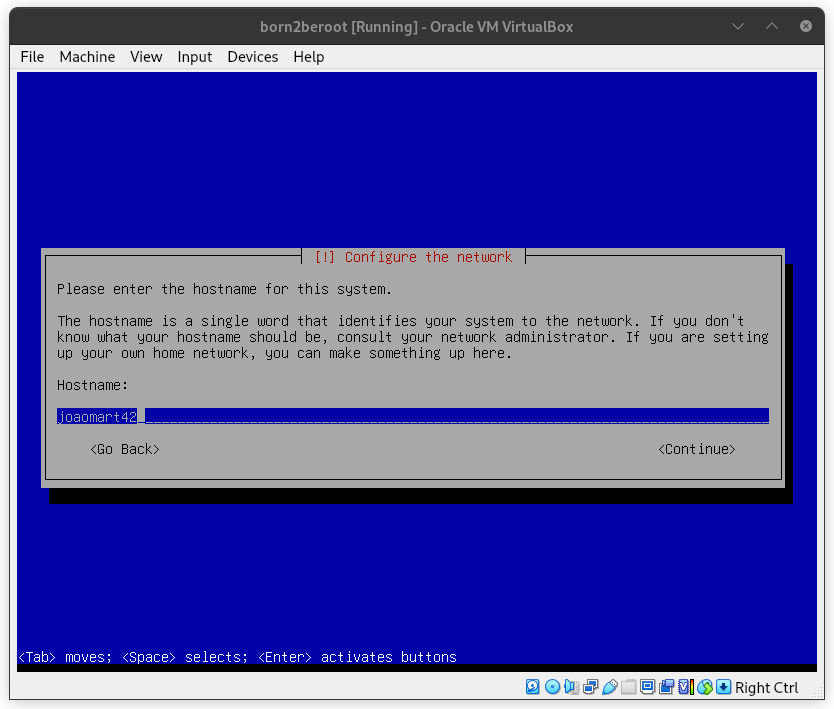 born2beroot [Running] - Oracle VM VirtualBox
File Machine View Input Devices Help
[!] Configure the network
Please enter the hostname for this system.
The hostname is a single word that identifies your system to the network. If you don't
know what your hostname should be, consult your network administrator. If you are setting
up your own home network, you can make something up here.
Hostname:
joaomart42
<Go Back> <Continue>
<Tab> moves; <Space> selects; <Enter> activates buttons
Right Ctrl